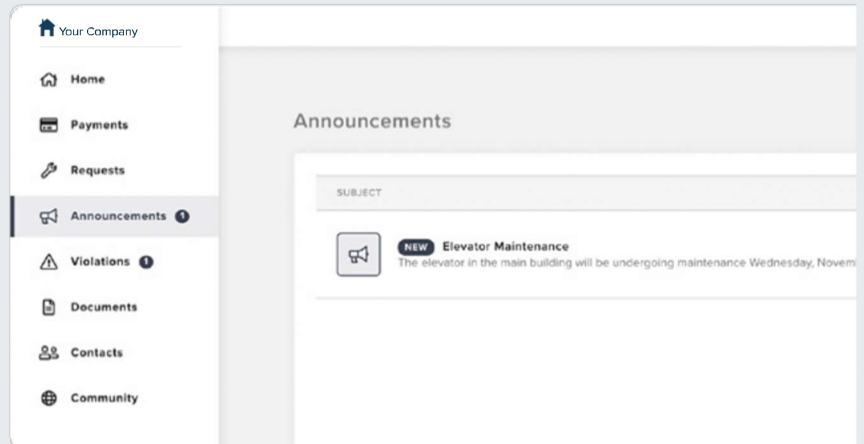 Your Company
Home
Payments
Requests
Announcements 1
Violations 1
Documents
Contacts
Community
Announcements
SUBJECT
NEW Elevator Maintenance
The elevator in the main building will be undergoing maintenance Wednesday, Novem